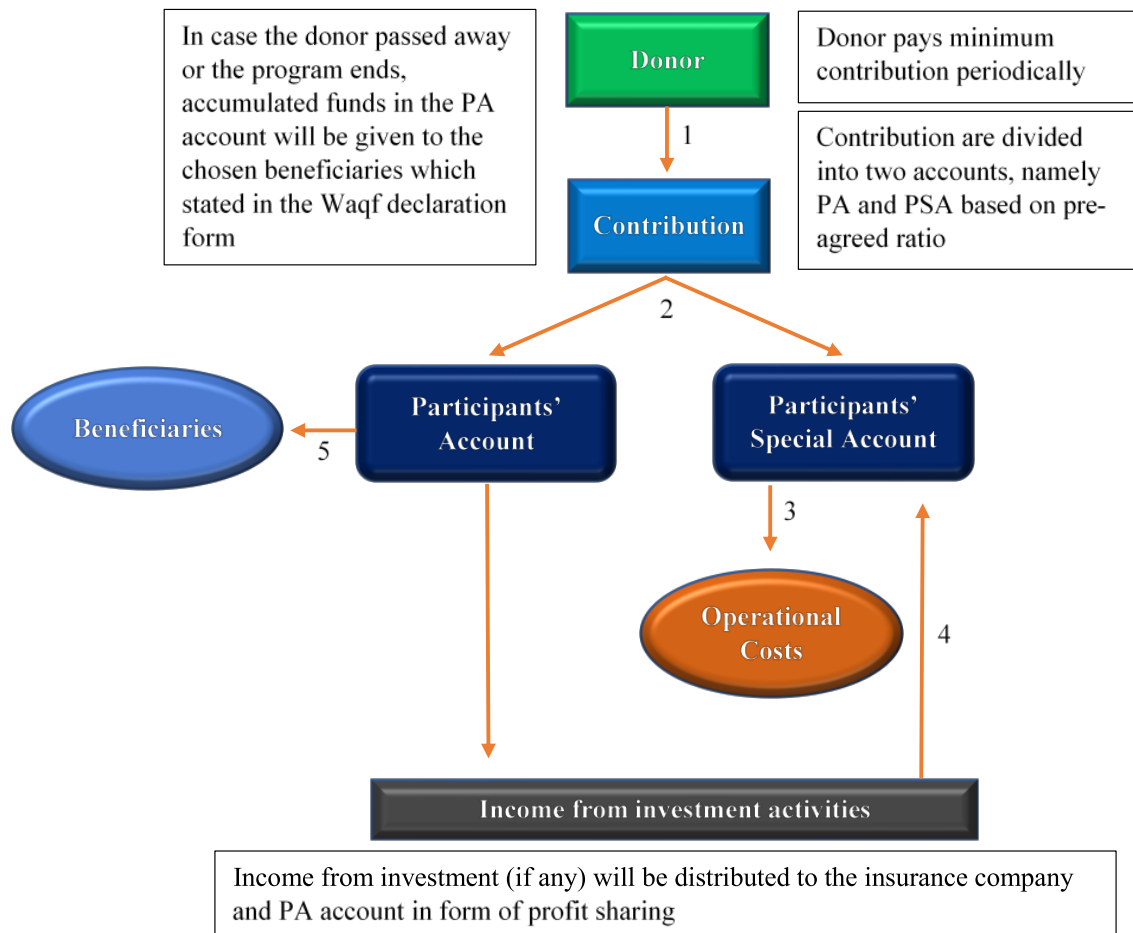 In case the donor passed away
or the program ends,
accumulated funds in the PA
account will be given to the
chosen beneficiaries which
stated in the Waqf declaration
form
Donor
Donor pays minimum
contribution periodically
1
Contribution are divided
into two accounts, namely
PA and PSA based on pre-
agreed ratio
Contribution
2
Beneficiaries
5
Participants’
Account
Participants’
Special Account
3
Operational
Costs
4
Income from investment activities
Income from investment (if any) will be distributed to the insurance company
and PA account in form of profit sharing